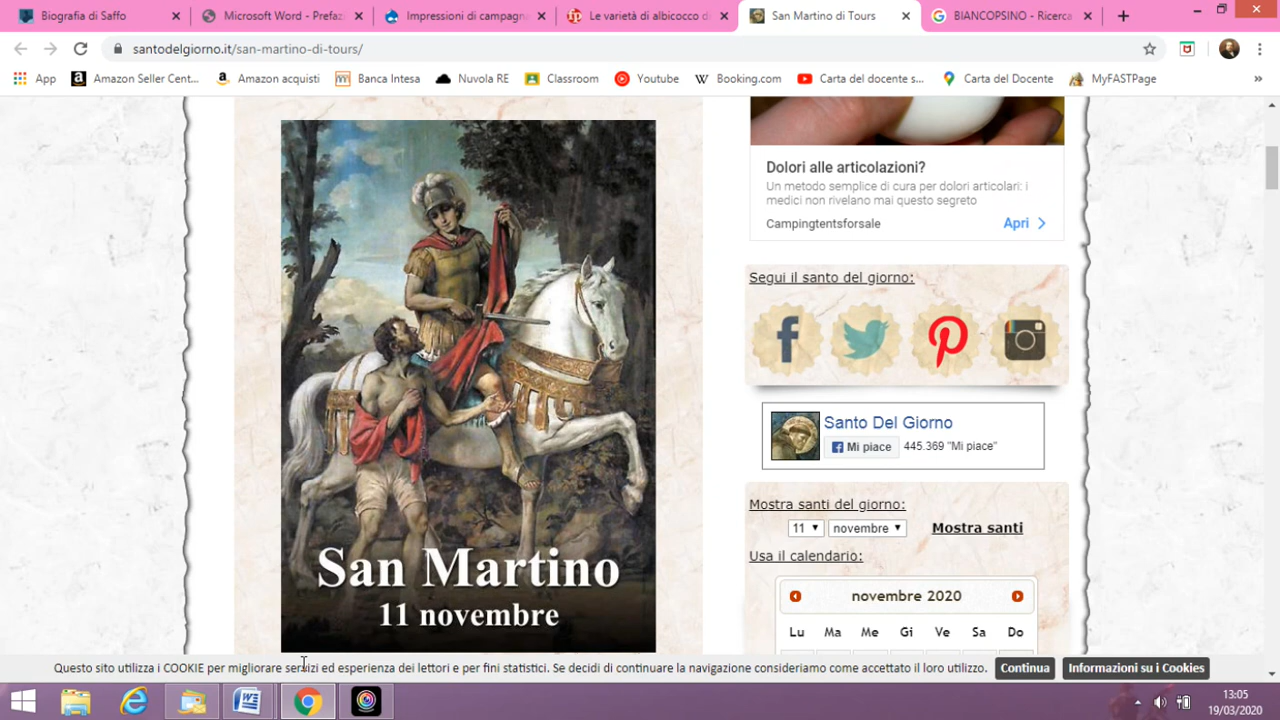 Biografia di Saffo
Microsoft Word - Prefaz
Impressioni di campagna
Le varietà di albicocco d
San Martino di Tours
BIANCOPSINO - Ricerca
santodelgiorno.it/san-martino-di-tours/
App
Amazon Seller Cent...
Amazon acquisti
Banca Intesa
Nuvola RE
Classroom
Youtube
Booking.com
Carta del docente s...
Carta del Docente
MyFASTPage
San Martino
11 novembre
Dolori alle articolazioni?
Un metodo semplice di cura per dolori articolari: i
medici non rivelano mai questo segreto
Campingtentsforsale
Apri
Segui il santo del giorno:
Santo Del Giorno
Mi piace
445.369 "Mi piace"
Mostra santi del giorno:
11
novembre
Mostra santi
Usa il calendario:
novembre 2020
Lu Ma Me Gi Ve Sa Do
Questo sito utilizza i COOKIE per migliorare servizi ed esperienza dei lettori e per fini statistici. Se decidi di continuare la navigazione consideriamo come accettato il loro utilizzo.
Continua
Informazioni su i Cookies
13:05
19/03/2020